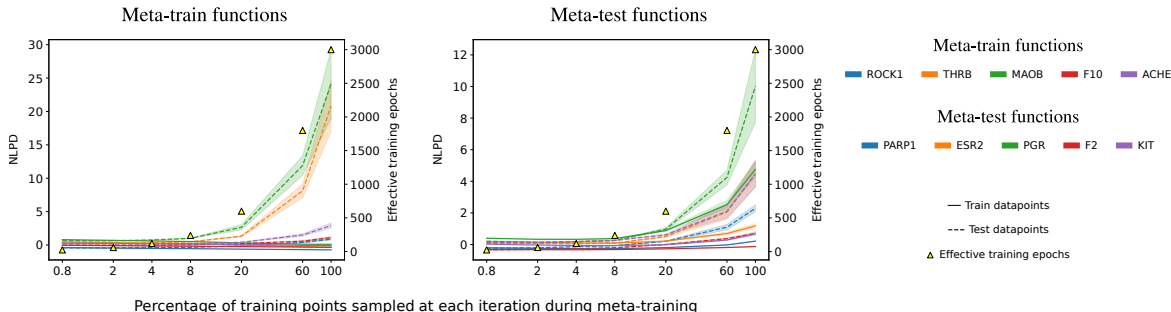 Meta-train functions
30
25
20
15
10
5
0
NLPD
3000
2500
2000
1500
1000
500
0
Effective training epochs
0.8 2 4 8 20 60 100
Meta-test functions
12
10
8
6
4
2
0
NLPD
3000
2500
2000
1500
1000
500
0
Effective training epochs
0.8 2 4 8 20 60 100
Percentage of training points sampled at each iteration during meta-training
Meta-train functions
ROCK1 THRB MAOB F10 ACHE
Meta-test functions
PARP1 ESR2 PGR F2 KIT
Train datapoints
Test datapoints
Effective training epochs